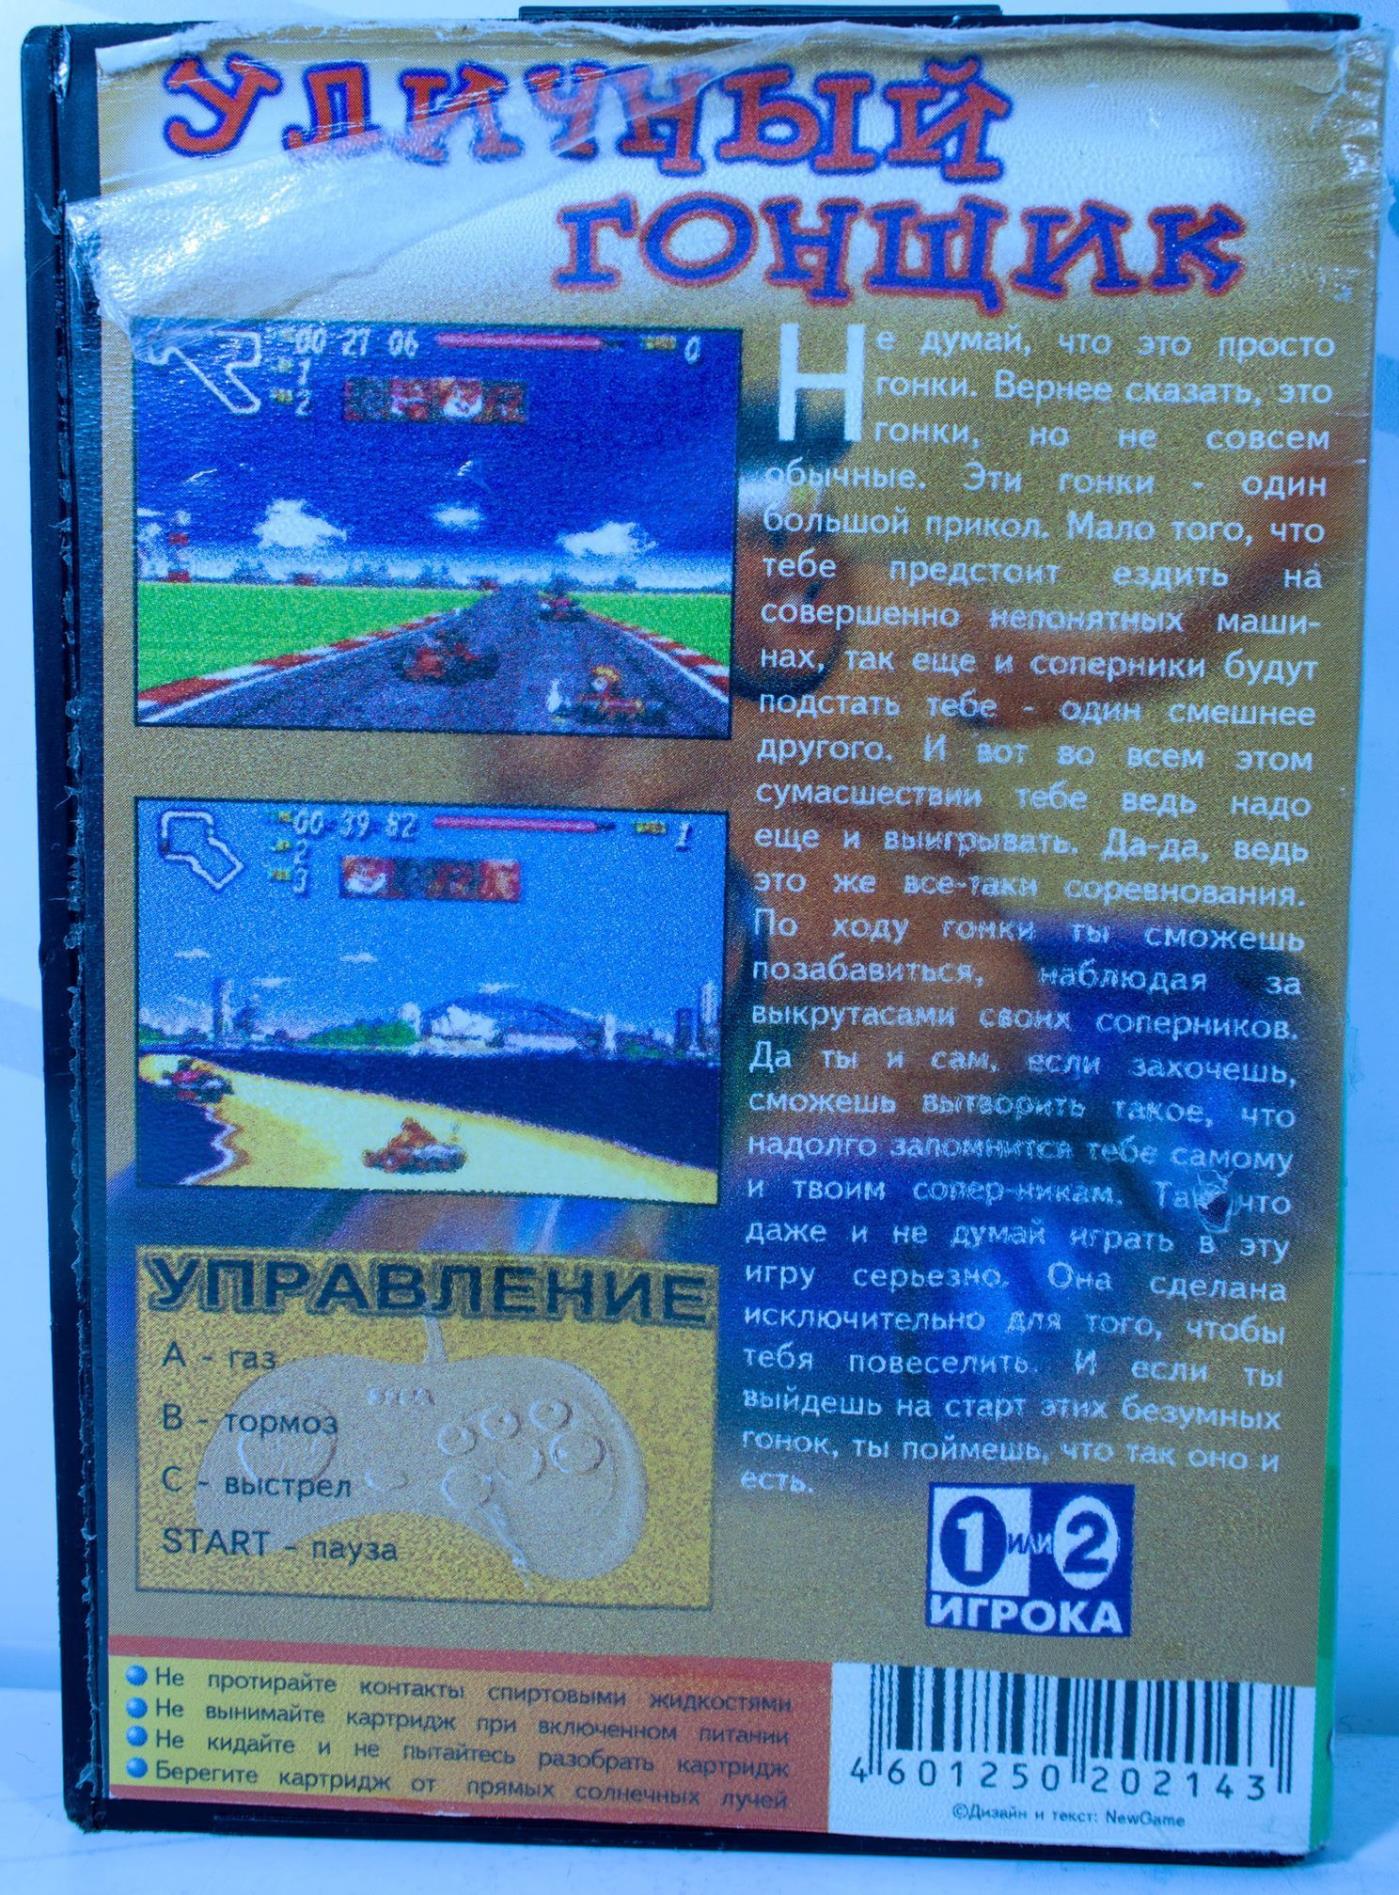 УЛИЧНЫЙ
ГОНЩИК
00 27 06
0
1
2
00 39 82
1
2
3
Не думай, что это просто
гонки. Вернее сказать, это
гонки, но не совсем
обычные. Эти гонки - один
большой прикол. Мало того, что
тебе предстоит ездить на
совершенно непонятных маши-
нах, так еще и соперники будут
подстать тебе - один смешнее
другого. И вот во всем этом
сумасшествии тебе ведь надо
еще и выигрывать. Да-да, ведь
это же все-таки соревнования.
По ходу гонки ты сможешь
позабавиться, наблюдая за
выкрутасами своих соперников.
Да ты и сам, если захочешь,
сможешь вытворить такое, что
надолго запомнится тебе самому
и твоим сопер-никам. Так что
даже и не думай играть в эту
игру серьезно. Она сделана
исключительно для того, чтобы
тебя повеселить. И если ты
выйдешь на старт этих безумных
гонок, ты поймешь, что так оно и
есть.
УПРАВЛЕНИЕ
A - газ
B - тормоз
C - выстрел
START - пауза
SEGA
1 или 2
ИГРОКА
Не протирайте контакты спиртовыми жидкостями
Не вынимайте картридж при включенном питании
Не кидайте и не пытайтесь разобрать картридж
Берегите картридж от прямых солнечных лучей
4 601250 202143
©Дизайн и текст: NewGame